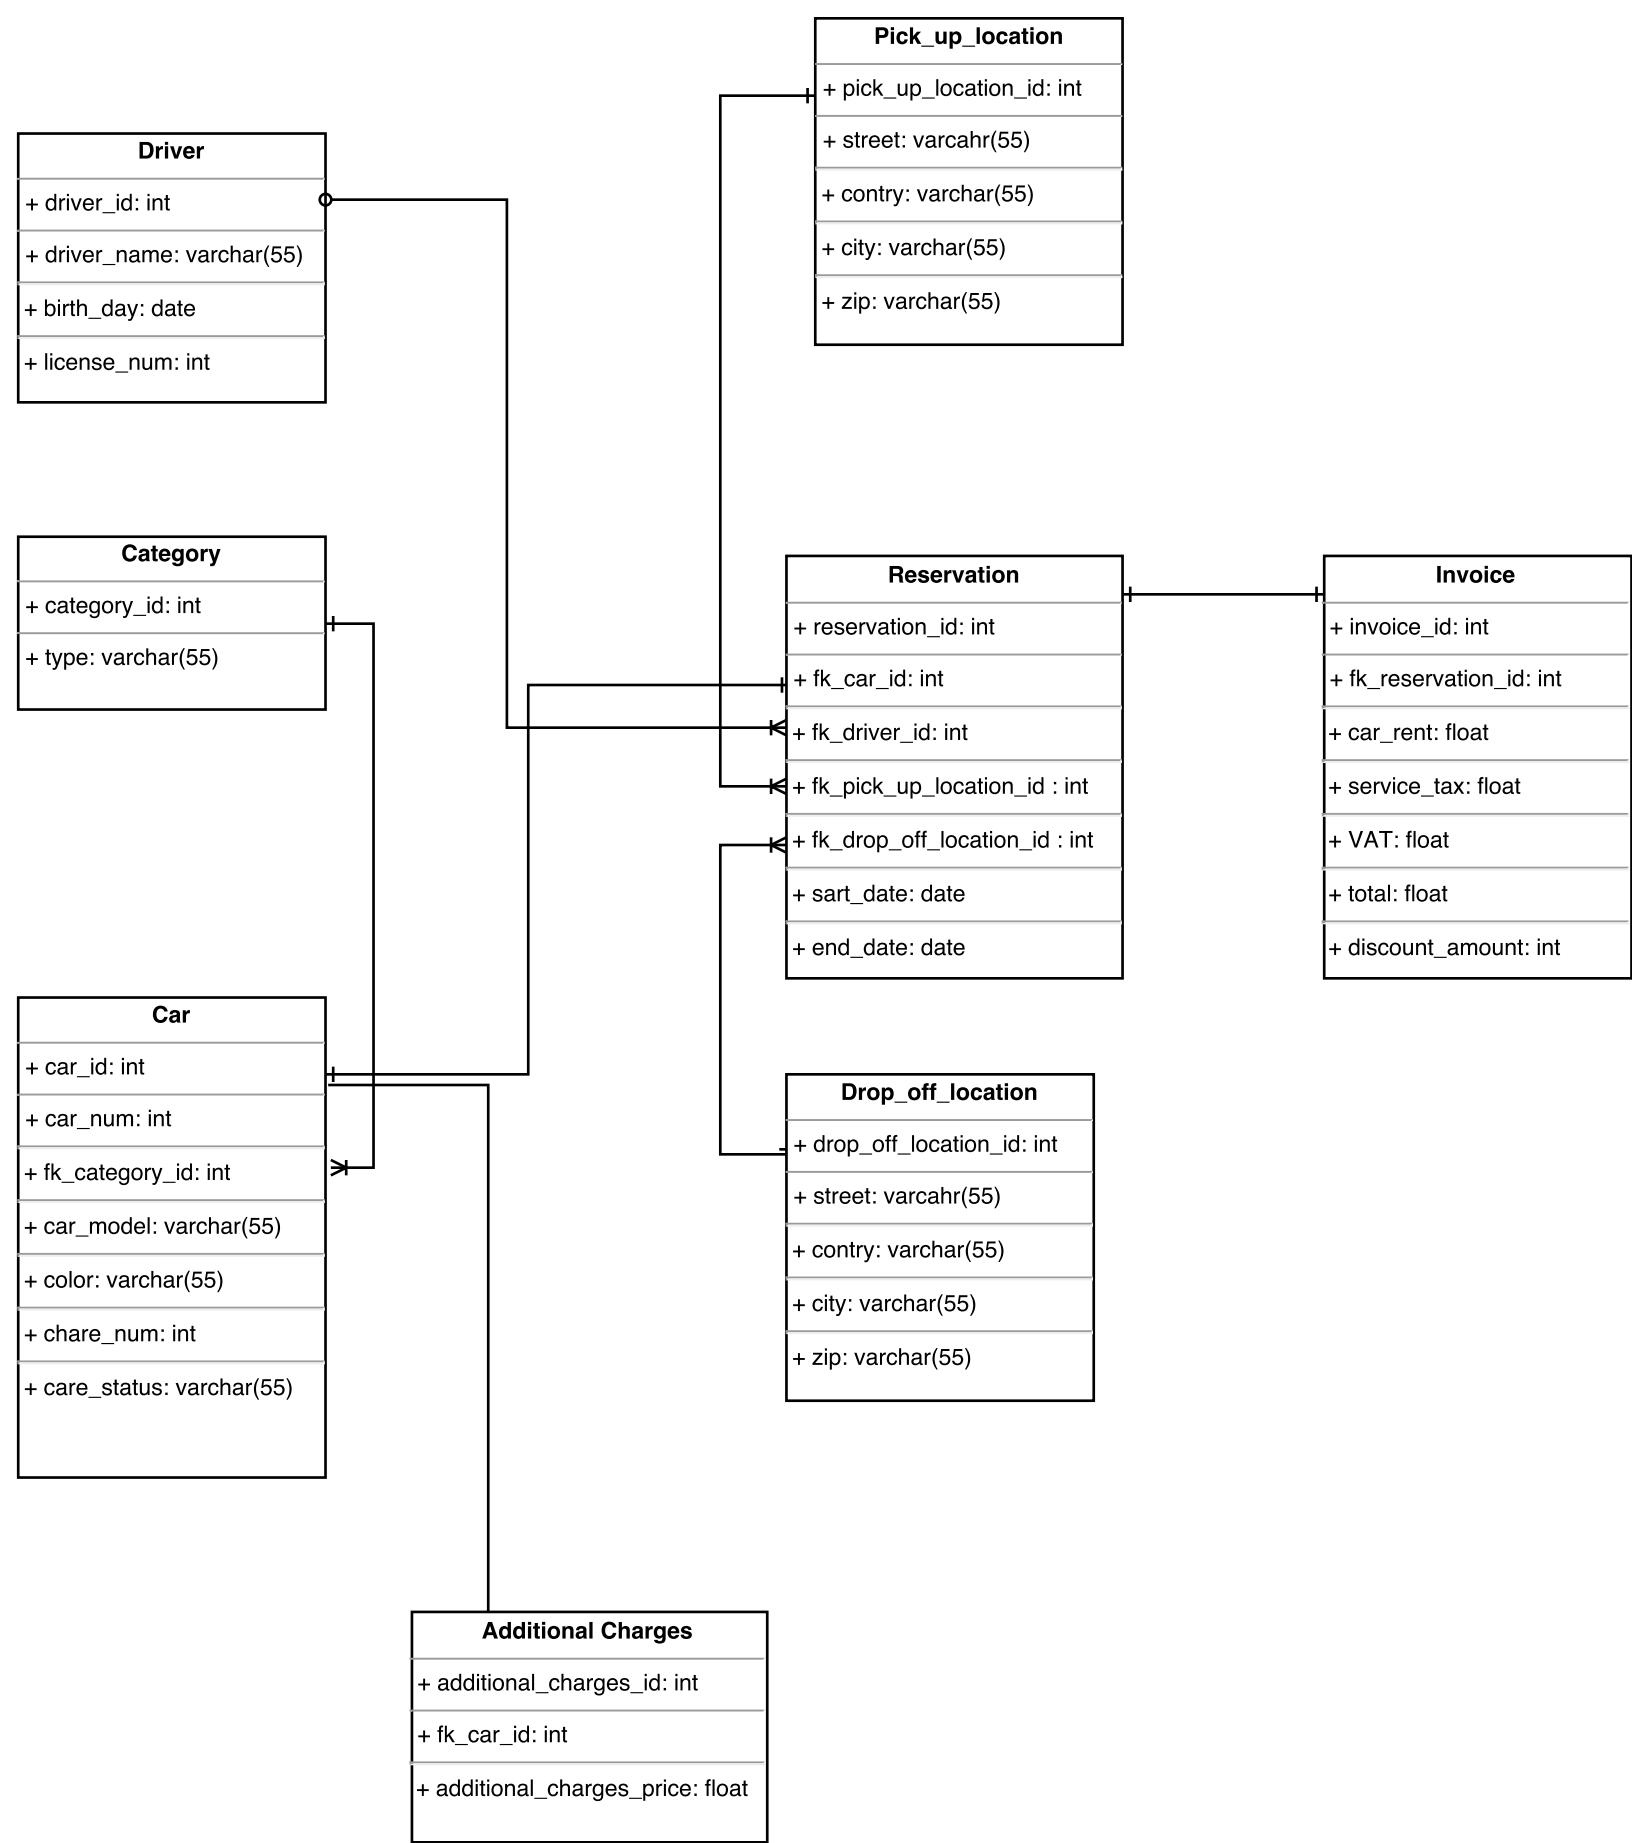 Pick_up_location
+ pick_up_location_id: int
+ street: varcahr(55)
+ contry: varchar(55)
+ city: varchar(55)
+ zip: varchar(55)
Driver
+ driver_id: int
+ driver_name: varchar(55)
+ birth_day: date
+ license_num: int
Category
+ category_id: int
+ type: varchar(55)
Reservation
+ reservation_id: int
+ fk_car_id: int
+ fk_driver_id: int
+ fk_pick_up_location_id : int
+ fk_drop_off_location_id : int
+ sart_date: date
+ end_date: date
Invoice
+ invoice_id: int
+ fk_reservation_id: int
+ car_rent: float
+ service_tax: float
+ VAT: float
+ total: float
+ discount_amount: int
Car
+ car_id: int
+ car_num: int
+ fk_category_id: int
+ car_model: varchar(55)
+ color: varchar(55)
+ chare_num: int
+ care_status: varchar(55)
Drop_off_location
+ drop_off_location_id: int
+ street: varcahr(55)
+ contry: varchar(55)
+ city: varchar(55)
+ zip: varchar(55)
Additional Charges
+ additional_charges_id: int
+ fk_car_id: int
+ additional_charges_price: float